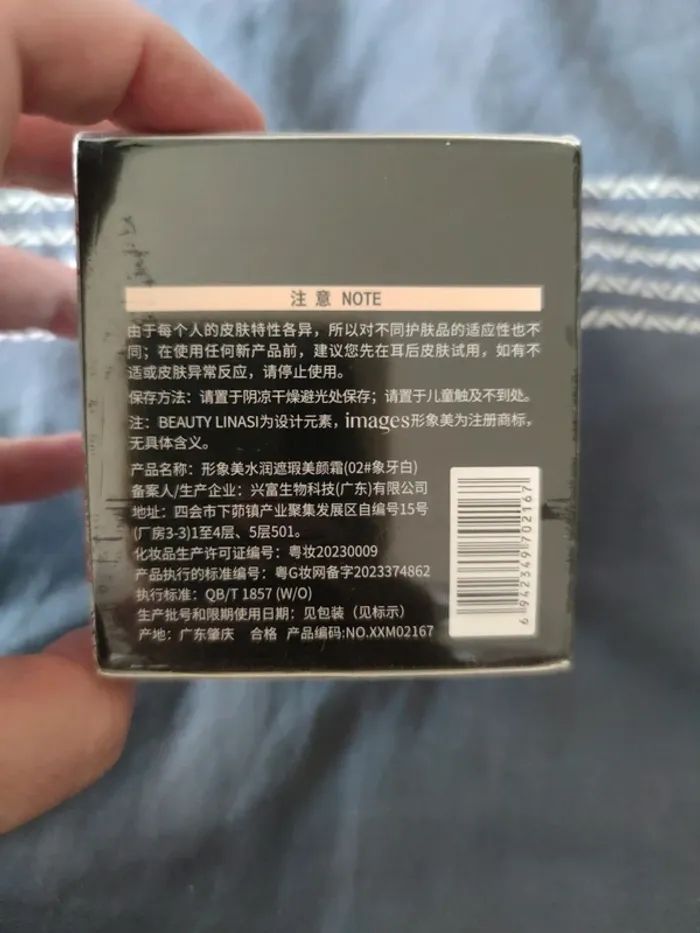 注 意 NOTE
由于每个人的皮肤特性各异，所以对不同护肤品的适应性也不
同；在使用任何新产品前，建议您先在耳后皮肤试用，如有不
适或皮肤异常反应，请停止使用。
保存方法：请置于阴凉干燥避光处保存；请置于儿童触及不到处。
注：BEAUTY LINASI为设计元素，images形象美为注册商标，
无具体含义。
产品名称：形象美水润遮瑕美颜霜(02#象牙白)
备案人/生产企业：兴富生物科技(广东)有限公司
地址：四会市下茆镇产业聚集发展区自编号15号
(厂房3-3)1至4层、5层501。
化妆品生产许可证编号：粤妆20230009
产品执行的标准编号：粤G妆网备字2023374862
执行标准：QB/T 1857 (W/O)
生产批号和限期使用日期：见包装（见标示）
产地：广东肇庆 合格 产品编码:NO.XXM02167
6 942349 702167